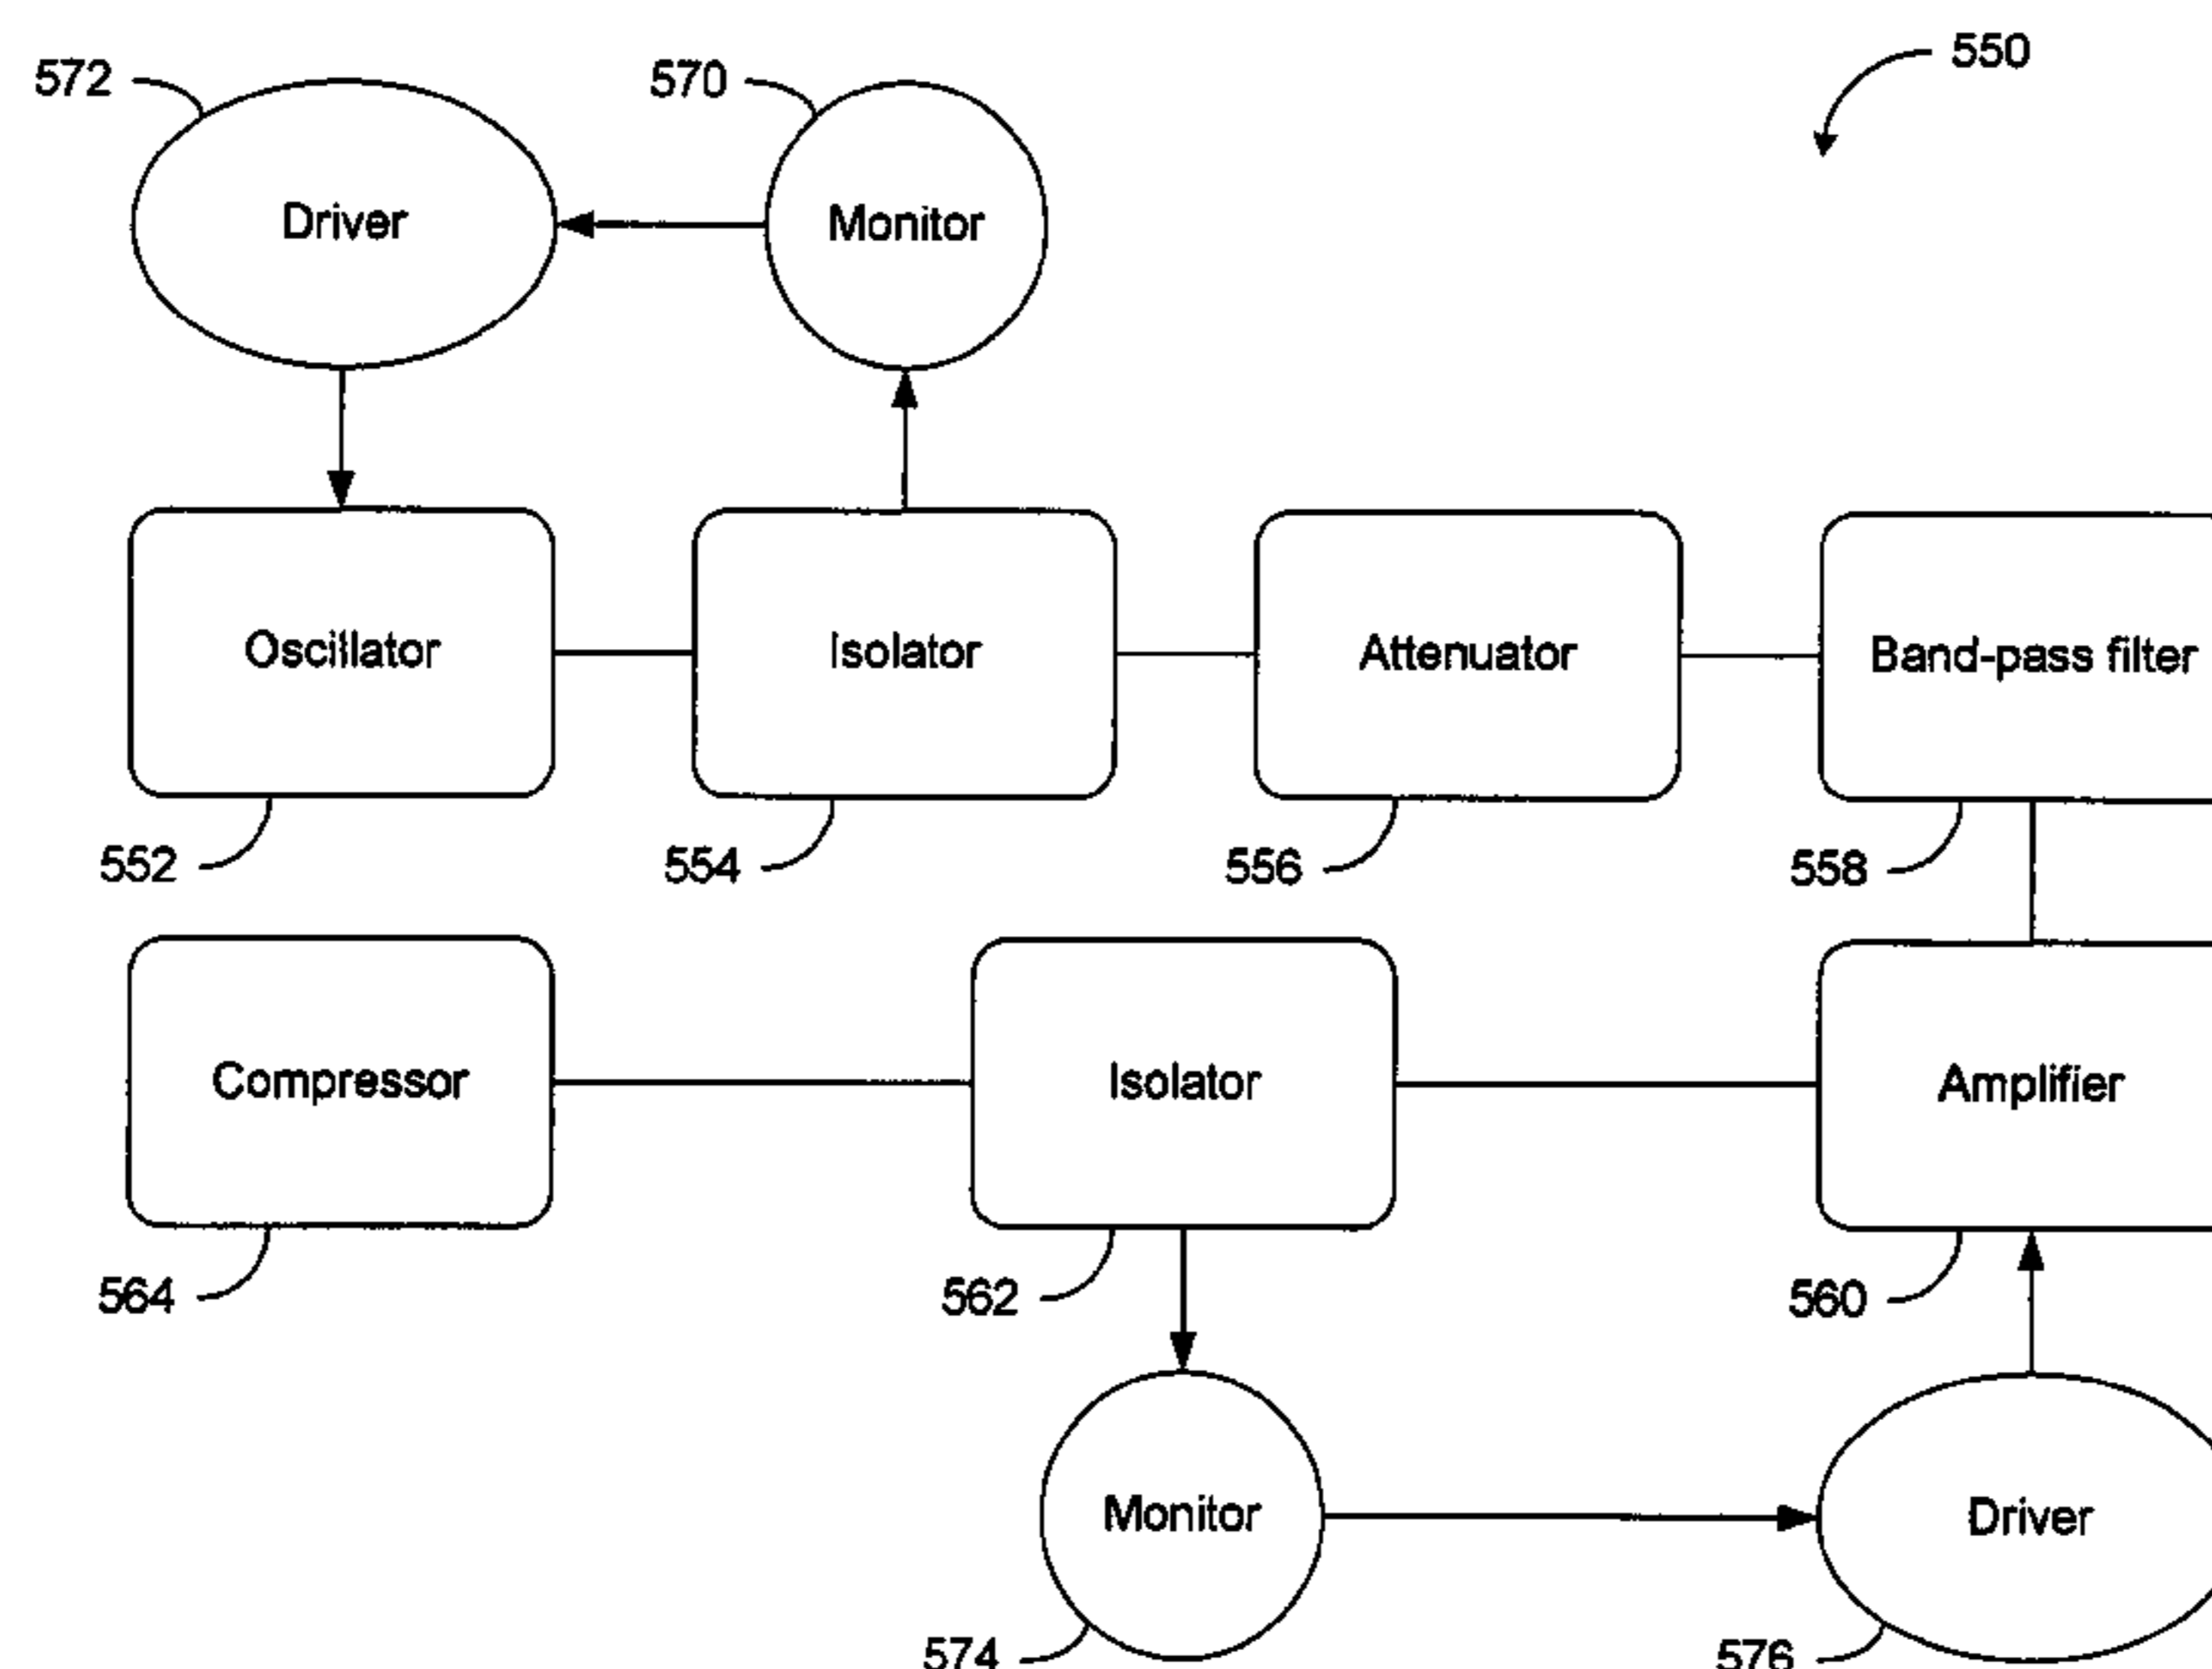 550
572
570
Driver
Monitor
Oscillator
Isolator
Attenuator
Band-pass filter
552
554
556
558
Compressor
Isolator
Amplifier
564
562
560
Monitor
Driver
574
576